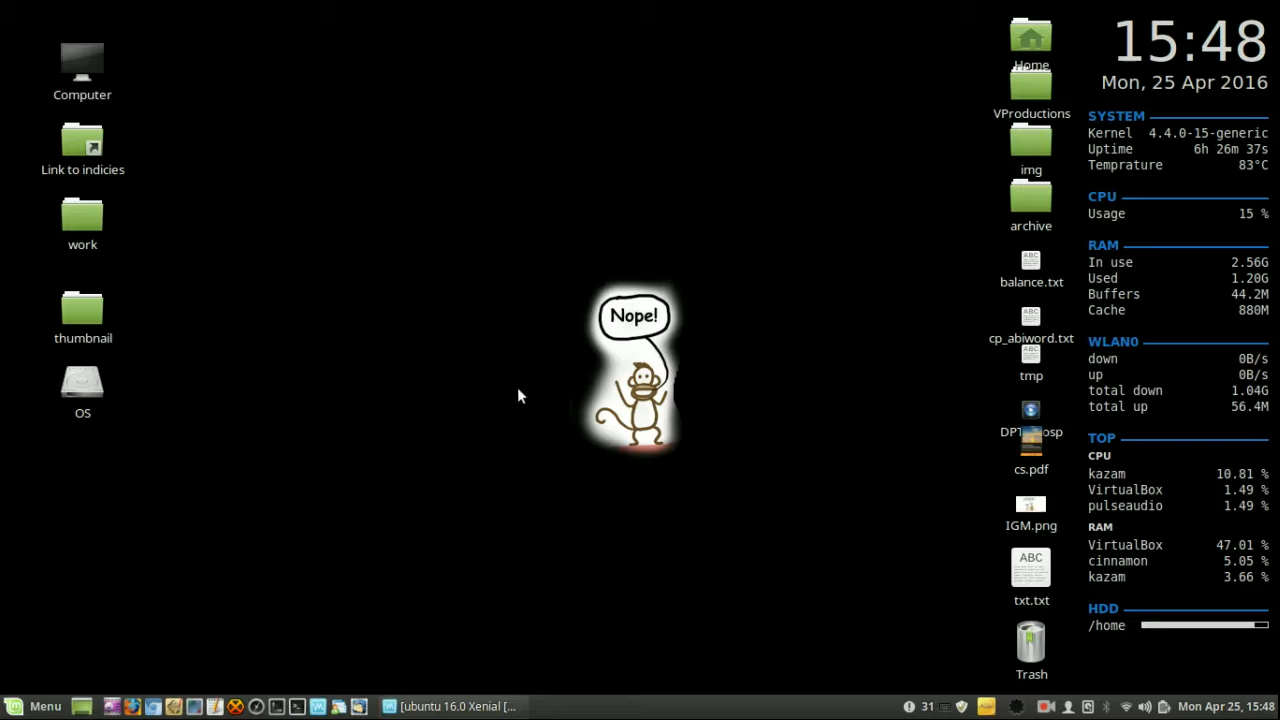 Computer
Link to indicies
work
thumbnail
OS
Nope!
Home
VProductions
img
archive
ABC
balance.txt
ABC
cp_abiword.txt
ABC
tmp
cs.pdf
IGM.png
ABC
txt.txt
Trash
15:48
Mon, 25 Apr 2016
SYSTEM
Kernel 4.4.0-15-generic
Uptime 6h 26m 37s
Temprature 83°C
CPU
Usage 15 %
RAM
In use 2.56G
Used 1.20G
Buffers 44.2M
Cache 880M
WLAN0
down 0B/s
up 0B/s
total down 1.04G
total up 56.4M
TOP
CPU
kazam 10.81 %
VirtualBox 1.49 %
pulseaudio 1.49 %
RAM
VirtualBox 47.01 %
cinnamon 5.05 %
kazam 3.66 %
HDD
/home
Menu
[ubuntu 16.0 Xenial [...
31
Mon Apr 25, 15:48